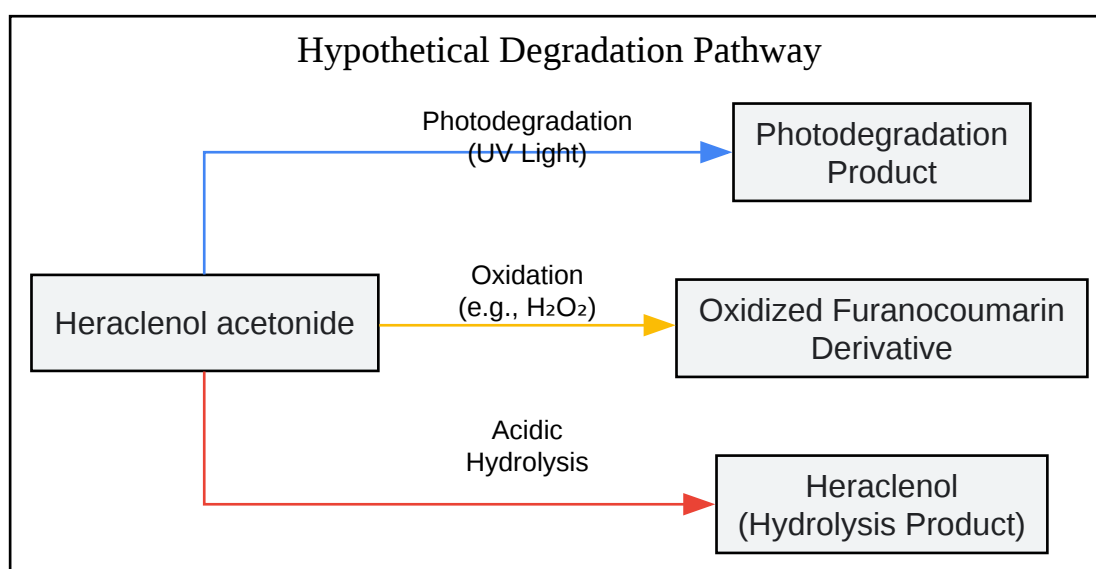 Hypothetical Degradation Pathway
Photodegradation
(UV Light)
Photodegradation
Product
Heraclenol acetonide
Oxidation
(e.g., H₂O₂)
Oxidized Furanocoumarin
Derivative
Acidic
Hydrolysis
Heraclenol
(Hydrolysis Product)